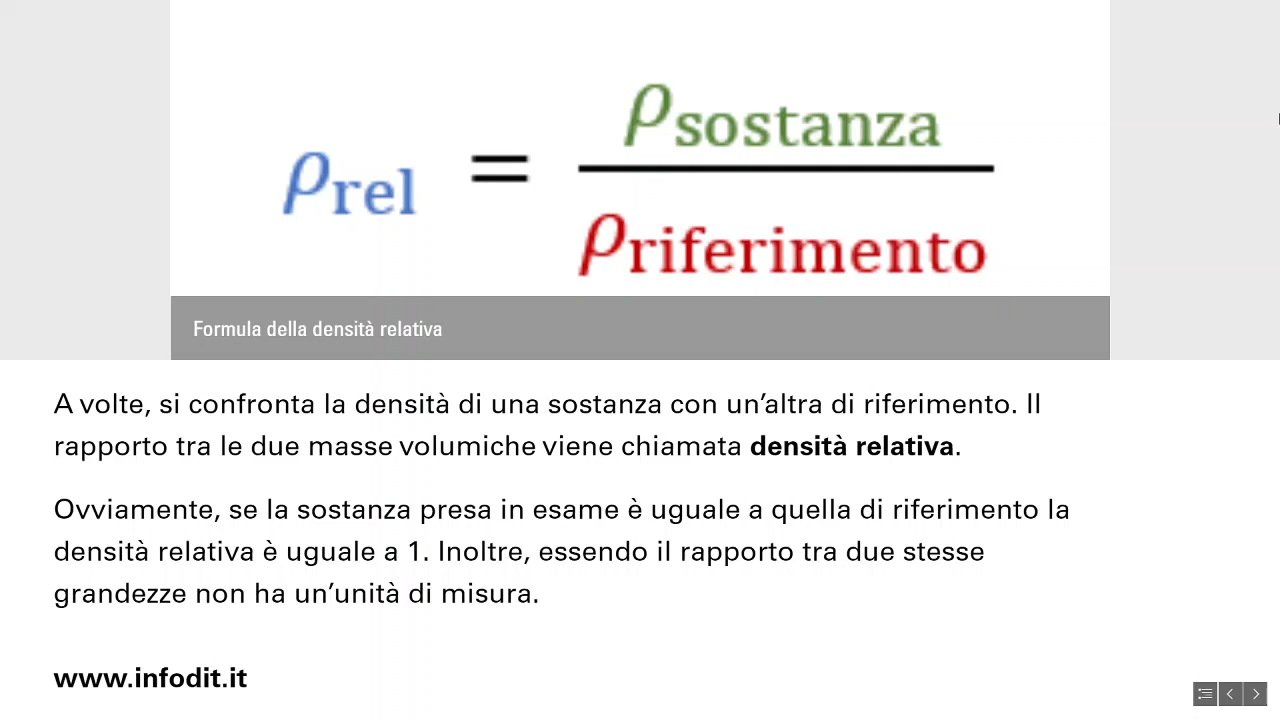 ρrel = ρsostanza / ρriferimento
Formula della densità relativa
A volte, si confronta la densità di una sostanza con un’altra di riferimento. Il
rapporto tra le due masse volumiche viene chiamata densità relativa.
Ovviamente, se la sostanza presa in esame è uguale a quella di riferimento la
densità relativa è uguale a 1. Inoltre, essendo il rapporto tra due stesse
grandezze non ha un’unità di misura.
www.infodit.it